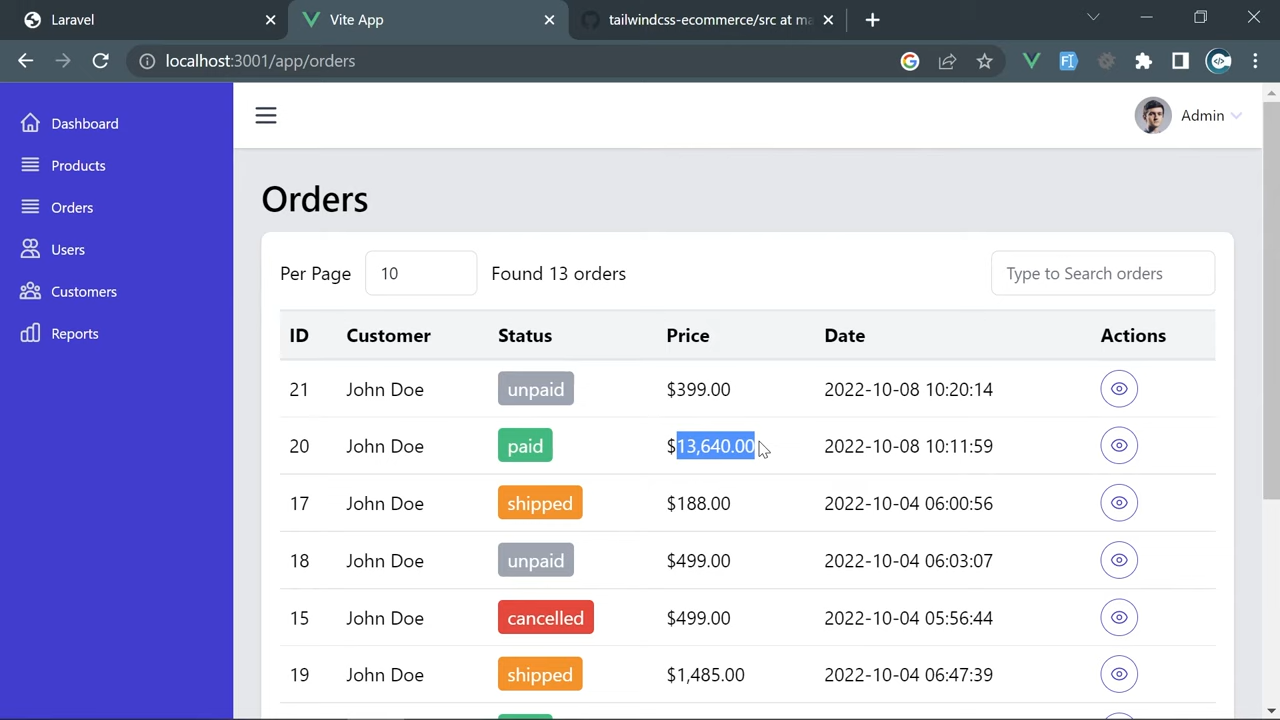 Laravel
Vite App
tailwindcss-ecommerce/src at ma
localhost:3001/app/orders
Dashboard
Products
Orders
Users
Customers
Reports
Admin
Orders
Per Page 10 Found 13 orders Type to Search orders
ID Customer Status Price Date Actions
21 John Doe unpaid $399.00 2022-10-08 10:20:14
20 John Doe paid $13,640.00 2022-10-08 10:11:59
17 John Doe shipped $188.00 2022-10-04 06:00:56
18 John Doe unpaid $499.00 2022-10-04 06:03:07
15 John Doe cancelled $499.00 2022-10-04 05:56:44
19 John Doe shipped $1,485.00 2022-10-04 06:47:39